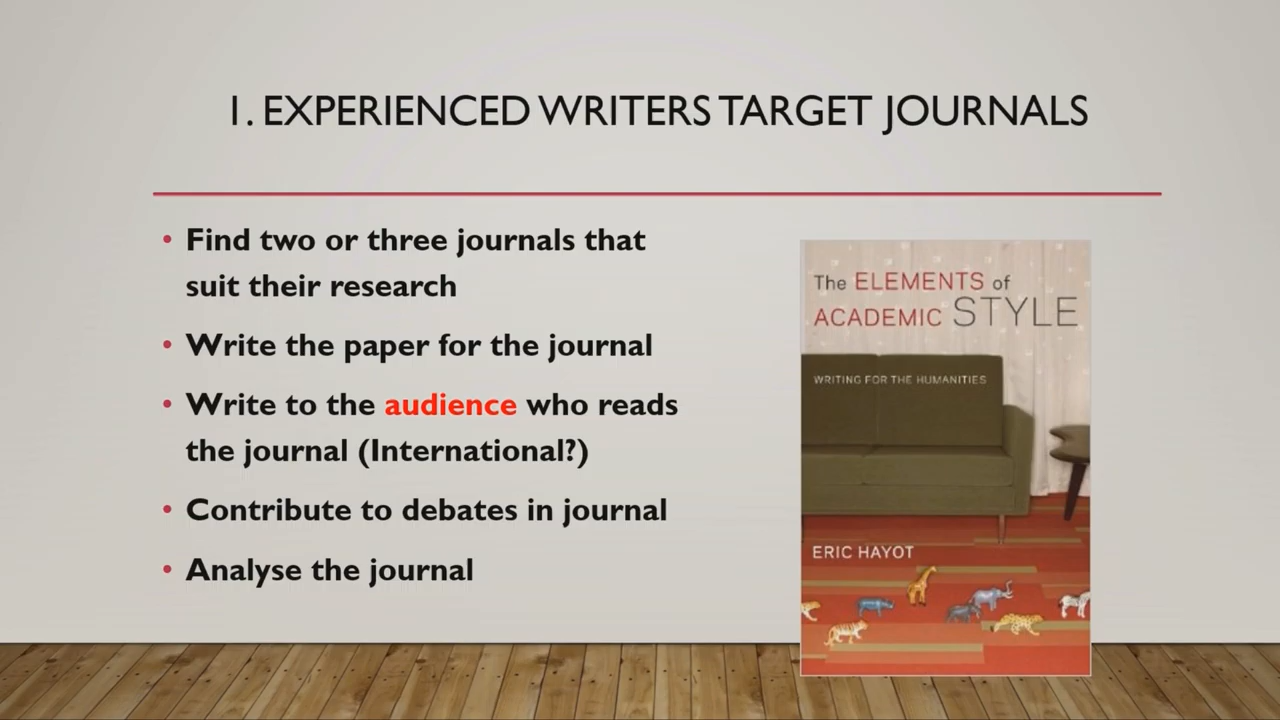 1. EXPERIENCED WRITERS TARGET JOURNALS
• Find two or three journals that
suit their research
• Write the paper for the journal
• Write to the audience who reads
the journal (International?)
• Contribute to debates in journal
• Analyse the journal
The ELEMENTS of
ACADEMIC STYLE
WRITING FOR THE HUMANITIES
ERIC HAYOT